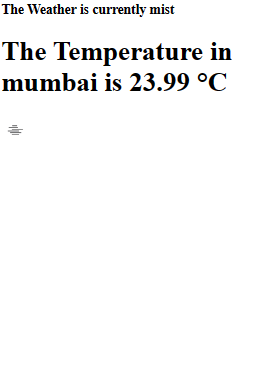 The Weather is currently mist
The Temperature in
mumbai is 23.99 °C